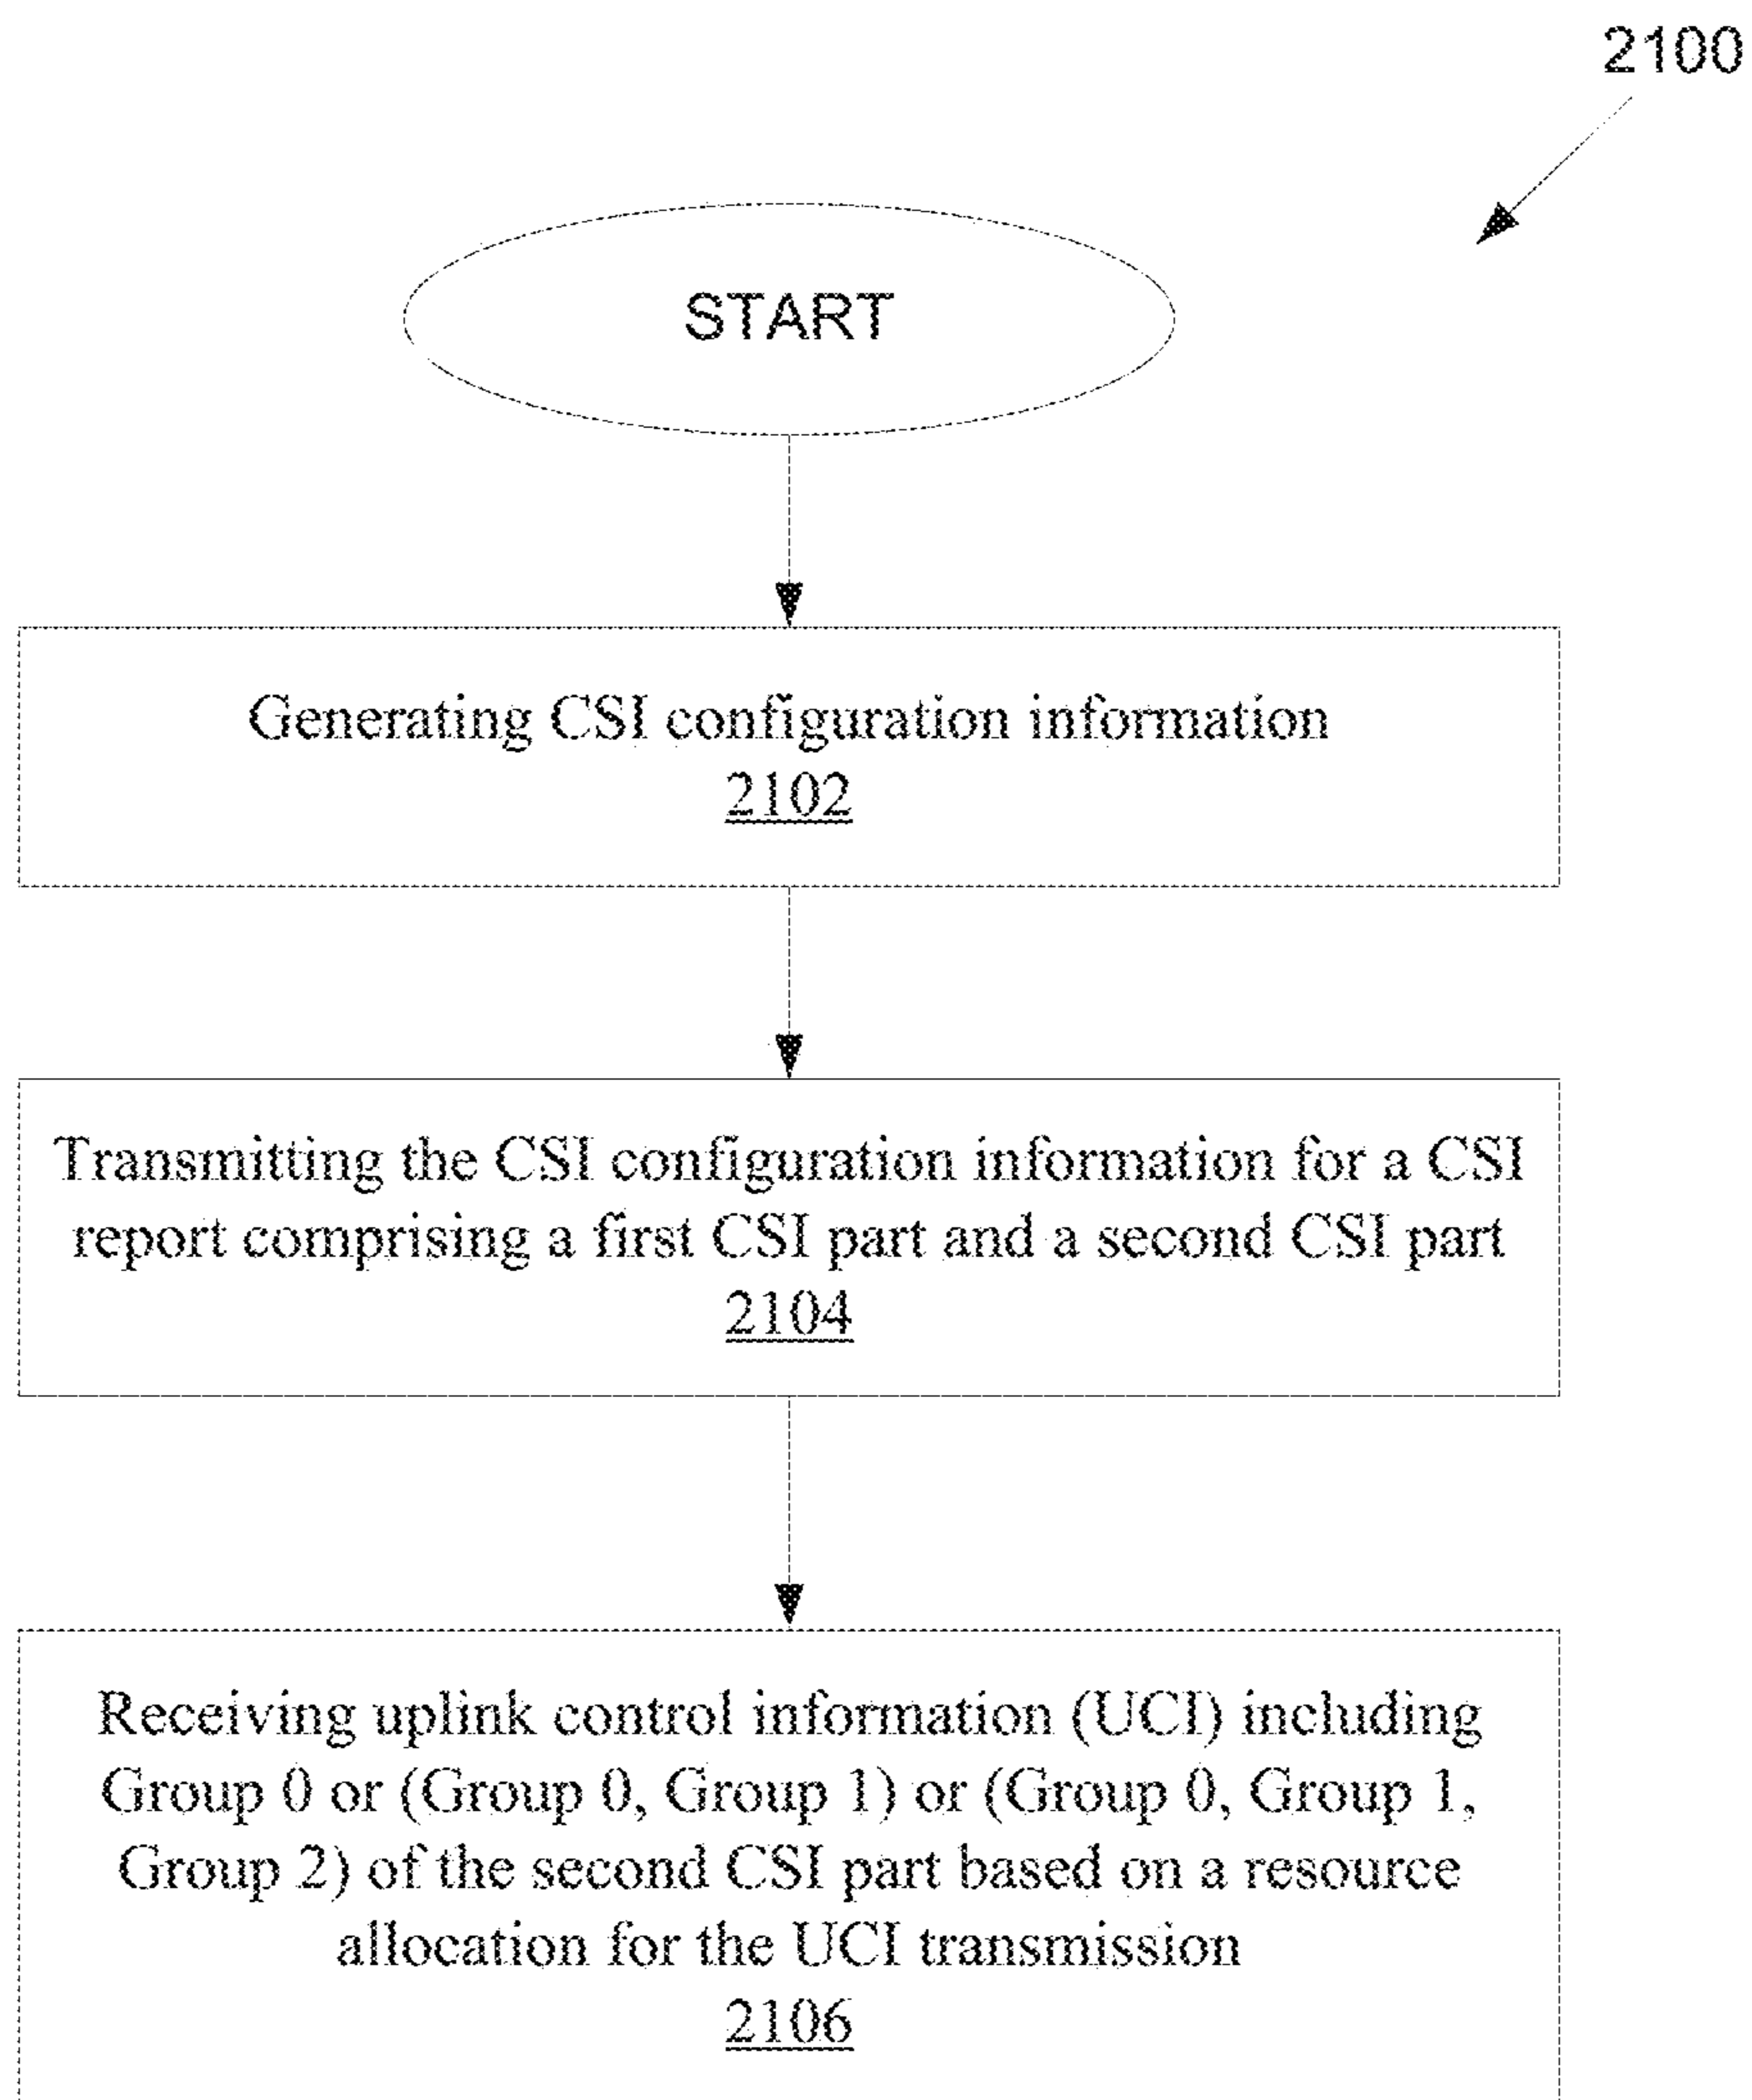 2100
START
Generating CSI configuration information
2102
Transmitting the CSI configuration information for a CSI
report comprising a first CSI part and a second CSI part
2104
Receiving uplink control information (UCI) including
Group 0 or (Group 0, Group 1) or (Group 0, Group 1,
Group 2) of the second CSI part based on a resource
allocation for the UCI transmission
2106